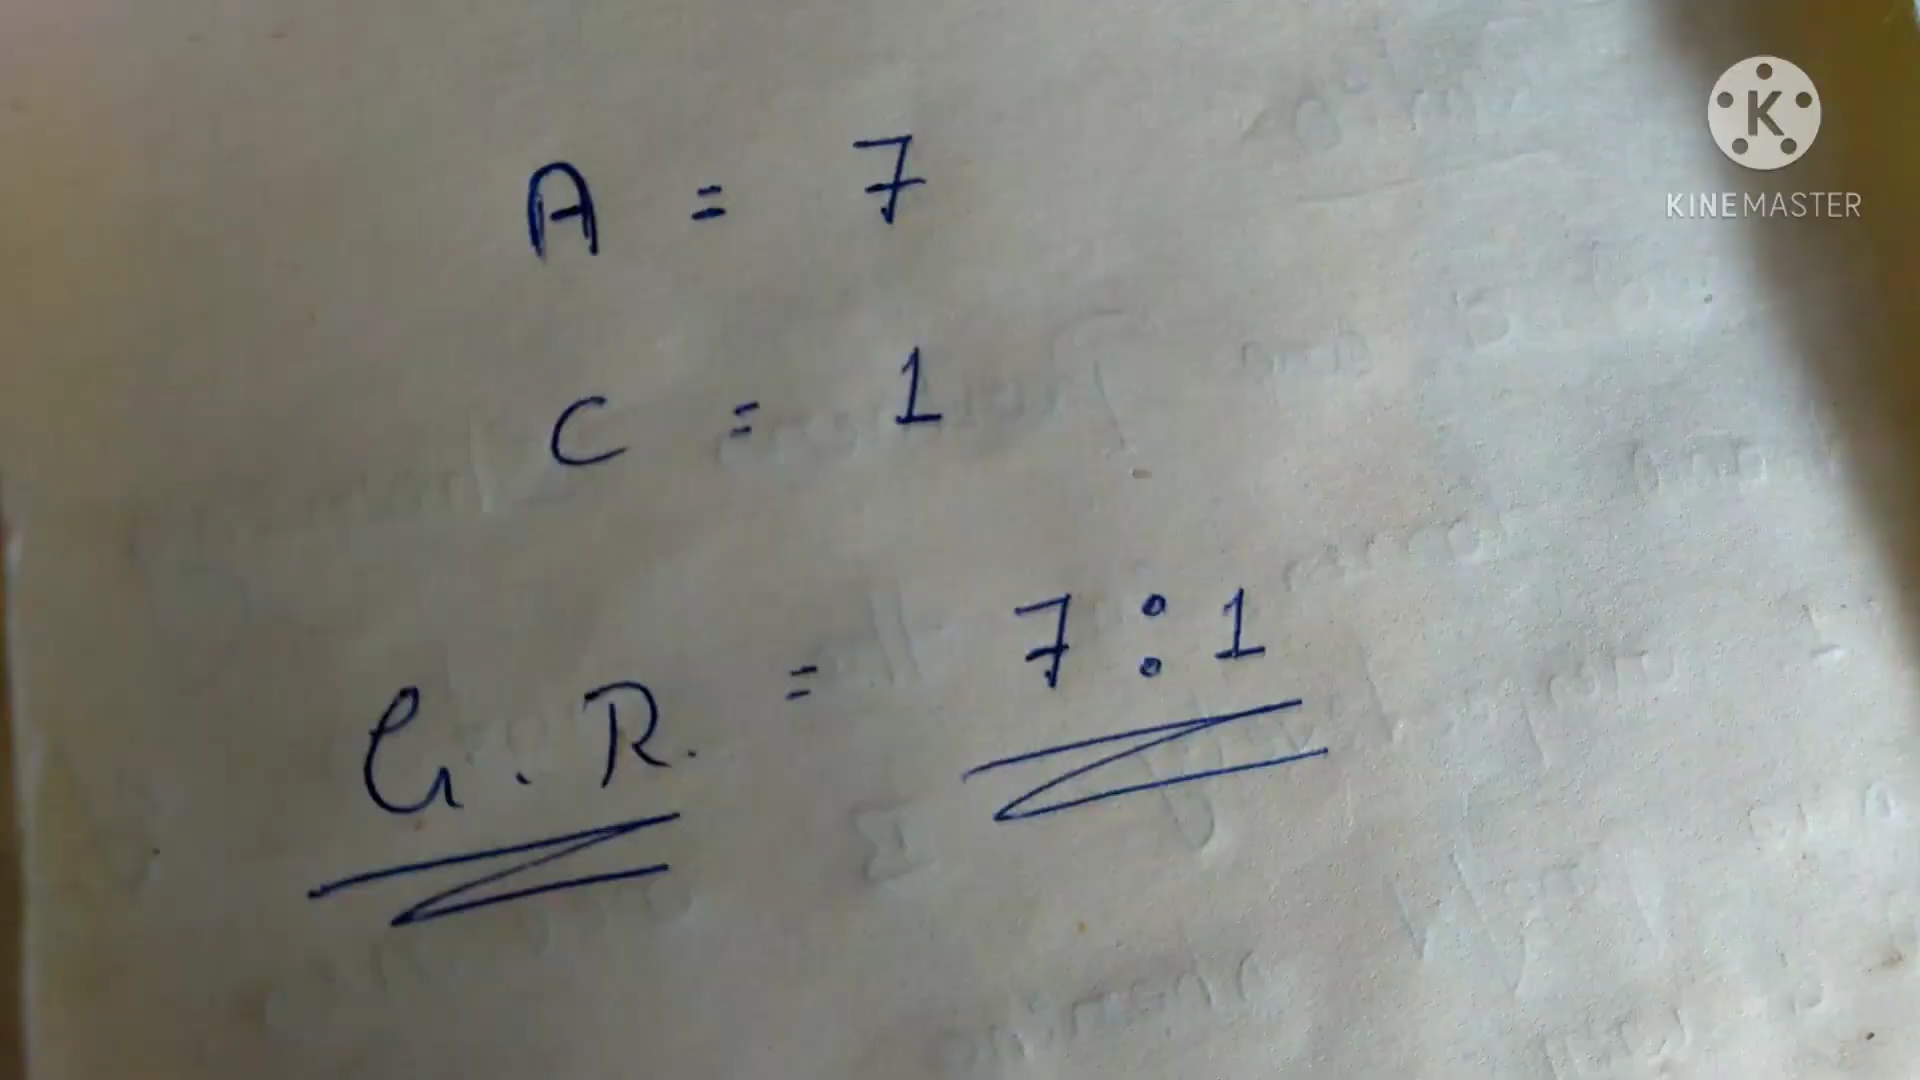 A = 7
C = 1
G.R. = 7:1
K
KINEMASTER